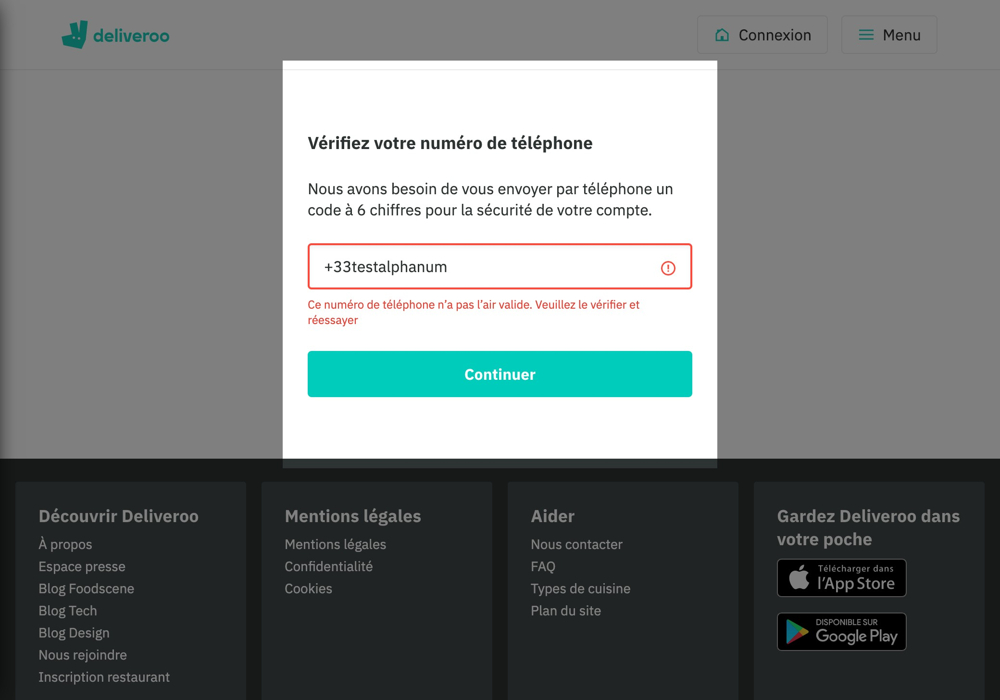 deliveroo
Connexion
Menu
Vérifiez votre numéro de téléphone
Nous avons besoin de vous envoyer par téléphone un
code à 6 chiffres pour la sécurité de votre compte.
+33testalphanum
Ce numéro de téléphone n’a pas l’air valide. Veuillez le vérifier et
réessayer
Continuer
Découvrir Deliveroo
À propos
Espace presse
Blog Foodscene
Blog Tech
Blog Design
Nous rejoindre
Inscription restaurant
Mentions légales
Mentions légales
Confidentialité
Cookies
Aider
Nous contacter
FAQ
Types de cuisine
Plan du site
Gardez Deliveroo dans
votre poche
Télécharger dans
l’App Store
DISPONIBLE SUR
Google Play